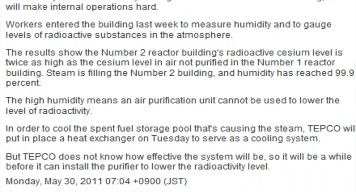 will make internal operations hard.
Workers entered the building last week to measure humidity and to gauge
levels of radioactive substances in the atmosphere.
The results show the Number 2 reactor building's radioactive cesium level is
twice as high as the cesium level in air not purified in the Number 1 reactor
building. Steam is filling the Number 2 building, and humidity has reached 99.9
percent.
The high humidity means an air purification unit cannot be used to lower the
level of radioactivity.
In order to cool the spent fuel storage pool that's causing the steam, TEPCO will
put in place a heat exchanger on Tuesday to serve as a cooling system.
But TEPCO does not know how effective the system will be, so it will be a while
before it can install the purifier to lower the radioactivity level.
Monday, May 30, 2011 07:04 +0900 (JST)